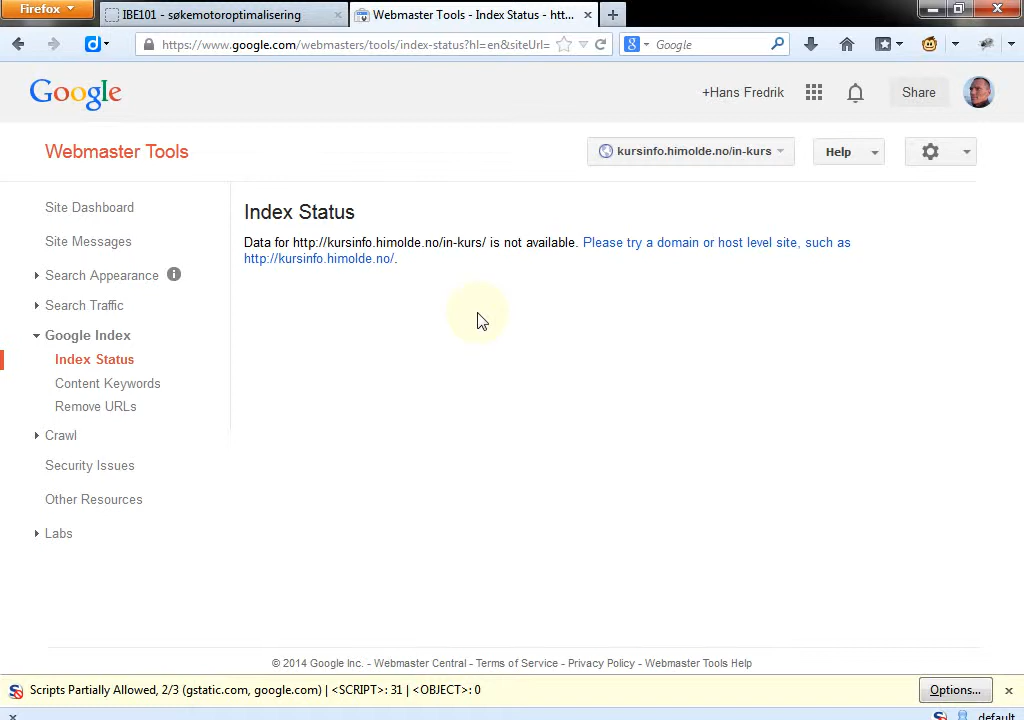 Firefox
IBE101 - søkemotoroptimalisering
Webmaster Tools - Index Status - htt...
https://www.google.com/webmasters/tools/index-status?hl=en&siteUrl=
Google
Google
+Hans Fredrik
Share
Webmaster Tools
kursinfo.himolde.no/in-kurs
Help
Site Dashboard
Site Messages
Search Appearance
Search Traffic
Google Index
Index Status
Content Keywords
Remove URLs
Crawl
Security Issues
Other Resources
Labs
Index Status
Data for http://kursinfo.himolde.no/in-kurs/ is not available. Please try a domain or host level site, such as
http://kursinfo.himolde.no/.
© 2014 Google Inc. - Webmaster Central - Terms of Service - Privacy Policy - Webmaster Tools Help
Scripts Partially Allowed, 2/3 (gstatic.com, google.com) | <SCRIPT>: 31 | <OBJECT>: 0
Options...
default